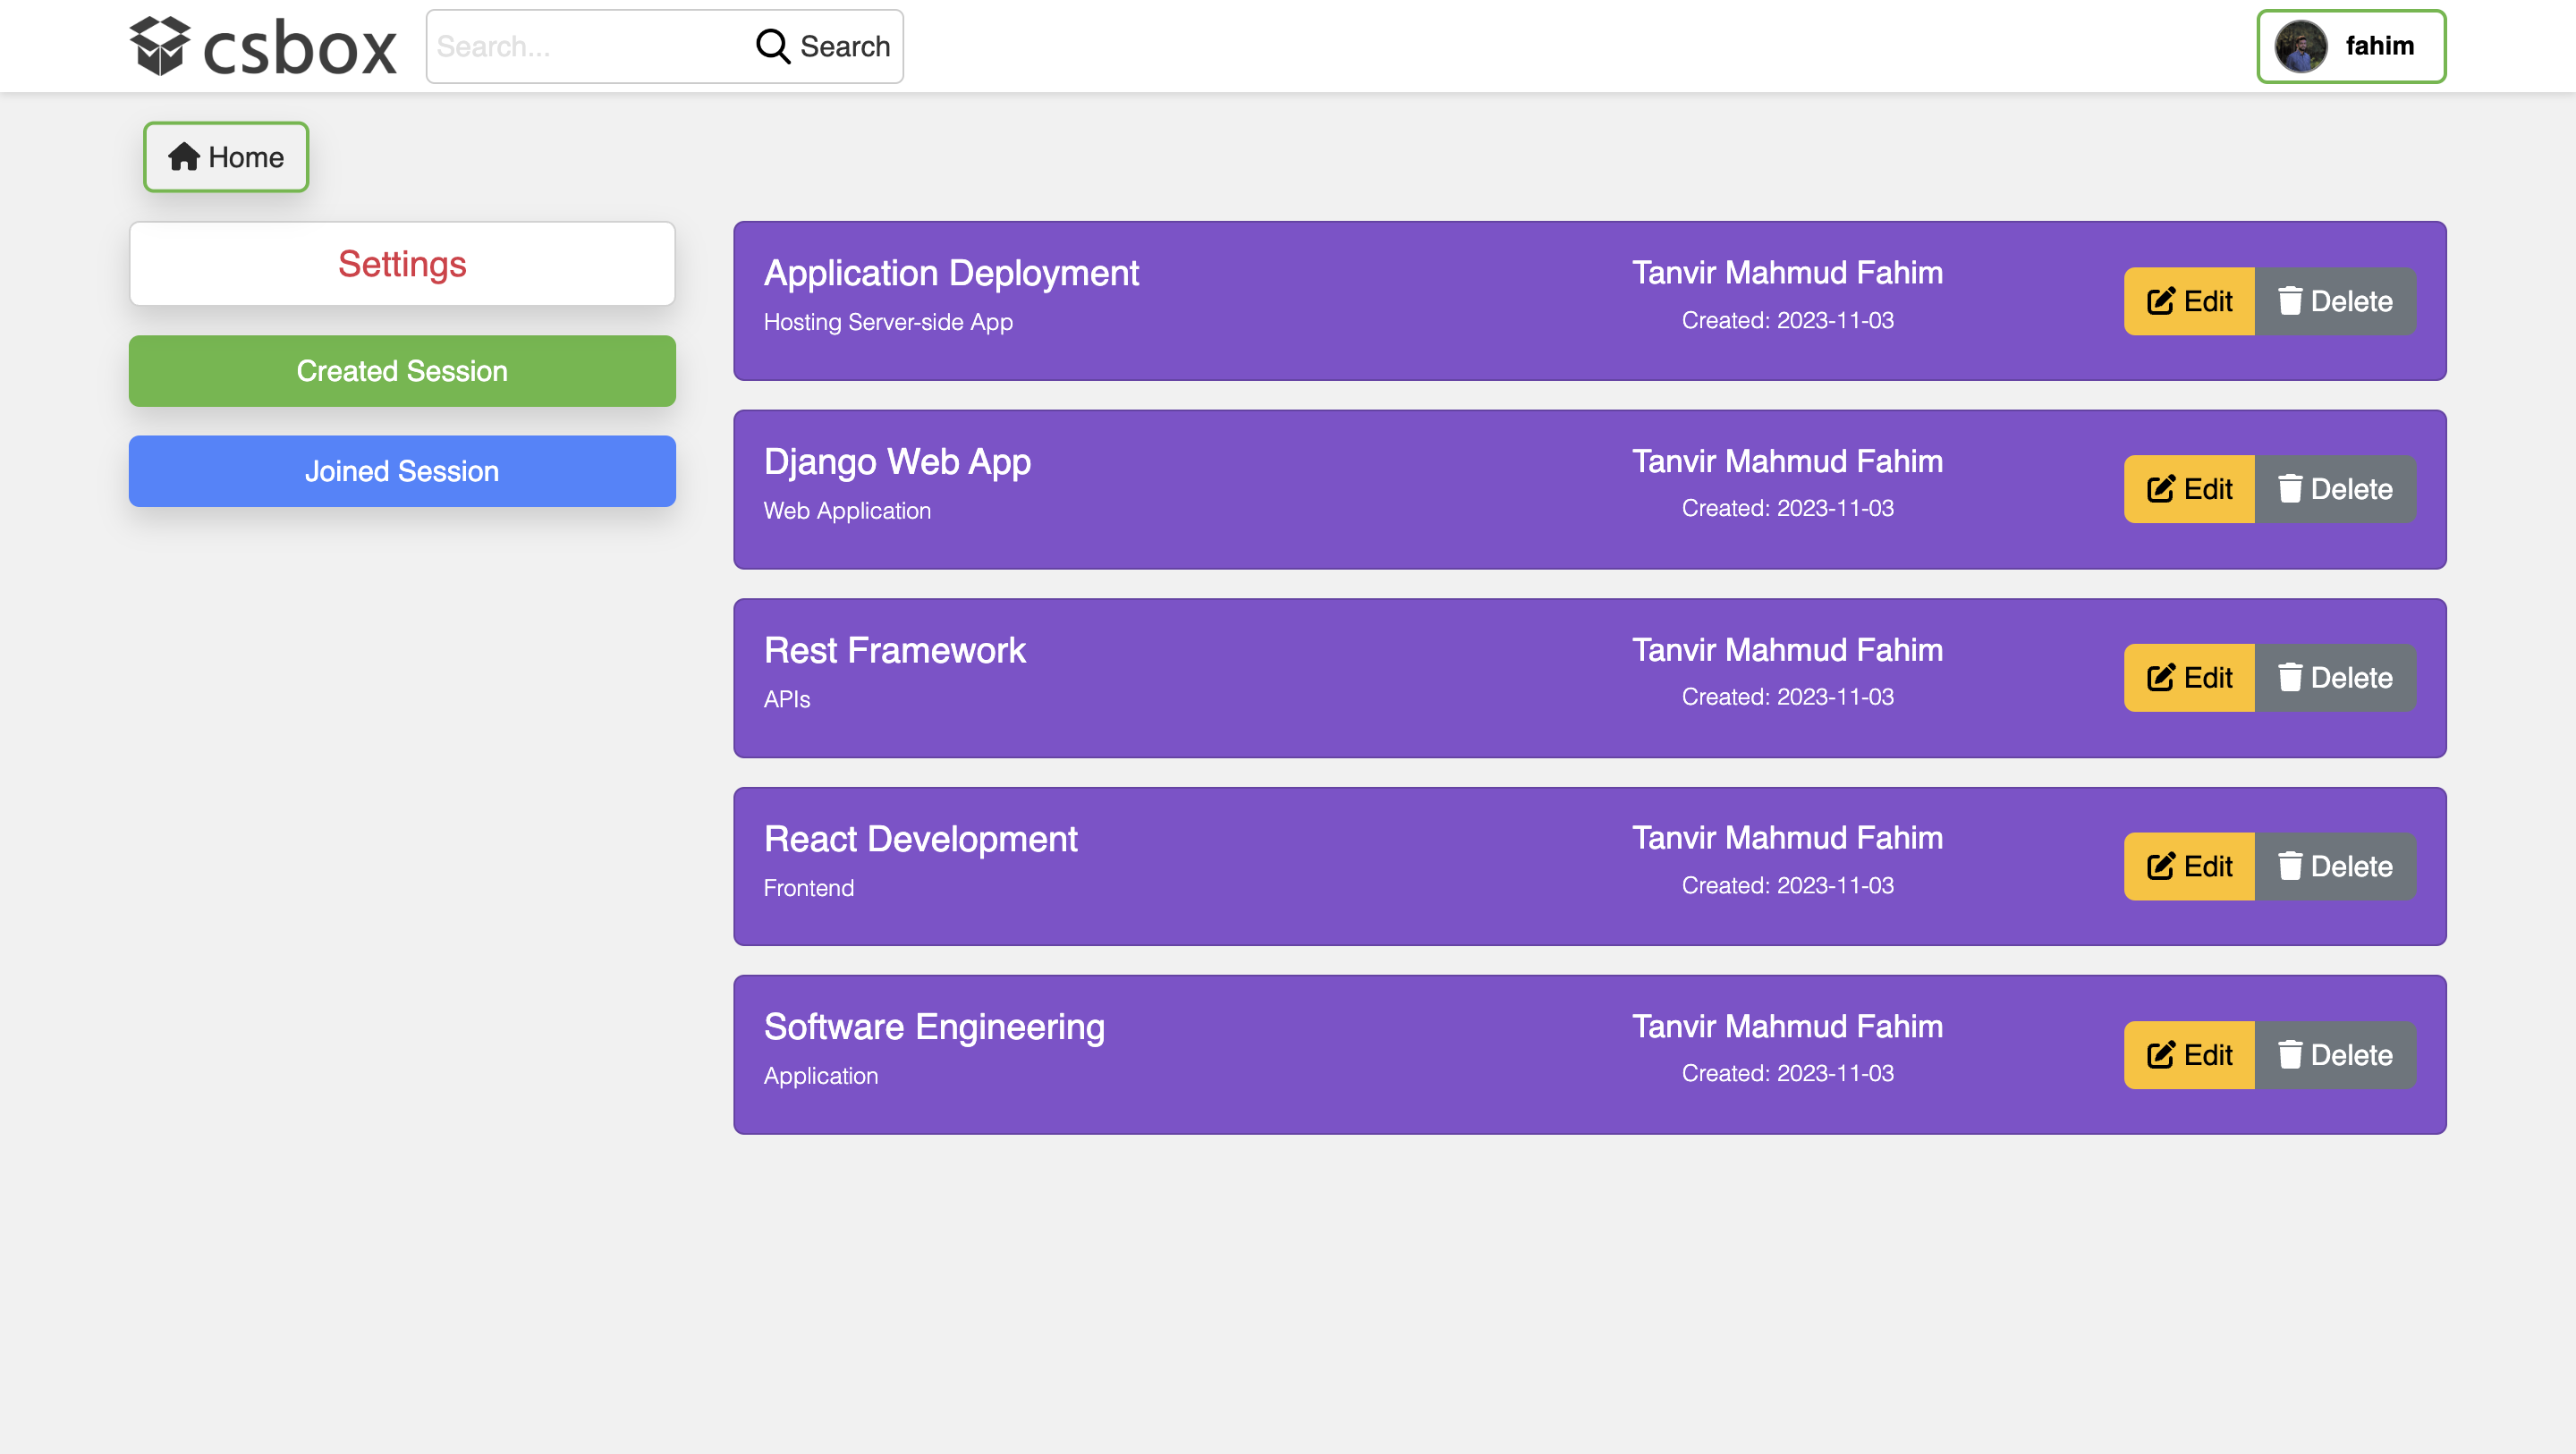 csbox
Search... Search
fahim
Home
Settings
Created Session
Joined Session
Application Deployment
Hosting Server-side App
Tanvir Mahmud Fahim
Created: 2023-11-03
Edit Delete
Django Web App
Web Application
Tanvir Mahmud Fahim
Created: 2023-11-03
Edit Delete
Rest Framework
APIs
Tanvir Mahmud Fahim
Created: 2023-11-03
Edit Delete
React Development
Frontend
Tanvir Mahmud Fahim
Created: 2023-11-03
Edit Delete
Software Engineering
Application
Tanvir Mahmud Fahim
Created: 2023-11-03
Edit Delete